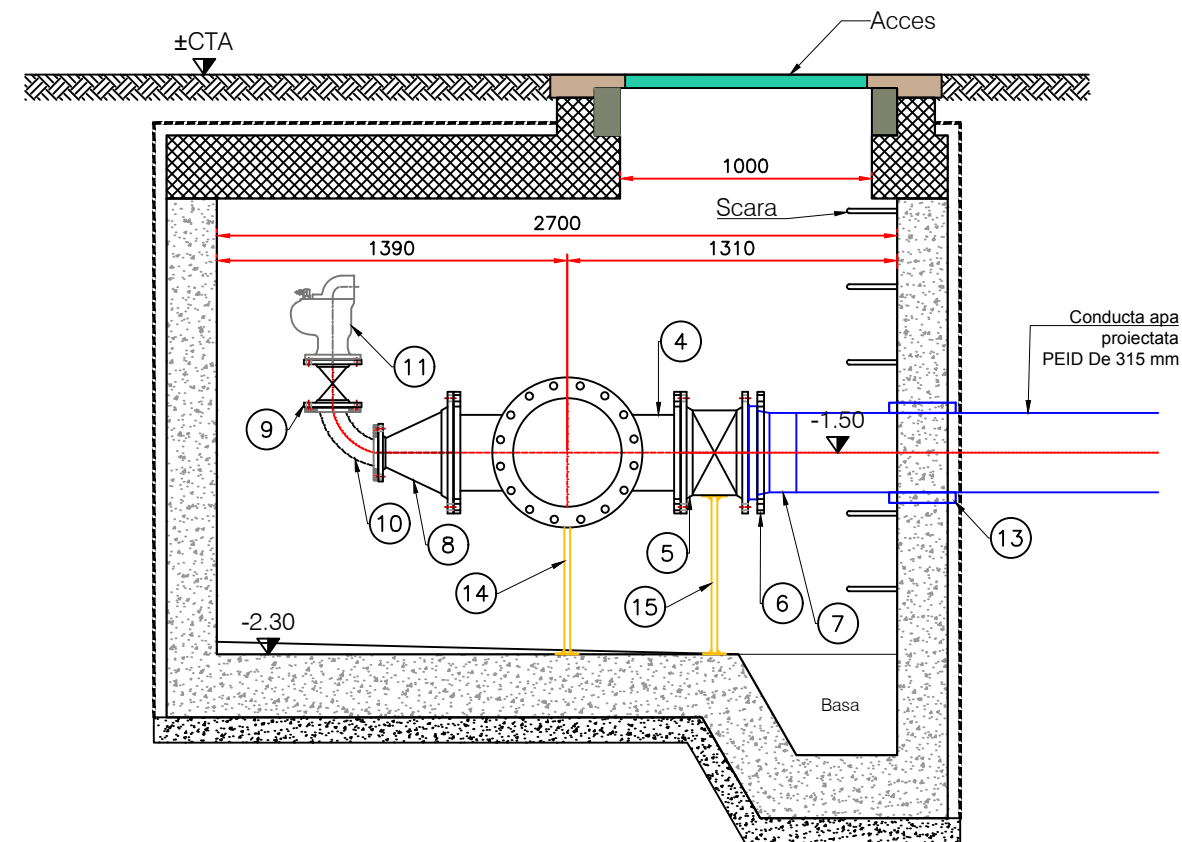 Acces
±CTA
1000
Scara
2700
1390
1310
Conducta apa
proiectata
PEID De 315 mm
4
11
-1.50
9
10
8
5
13
14
15
6
7
-2.30
Basa